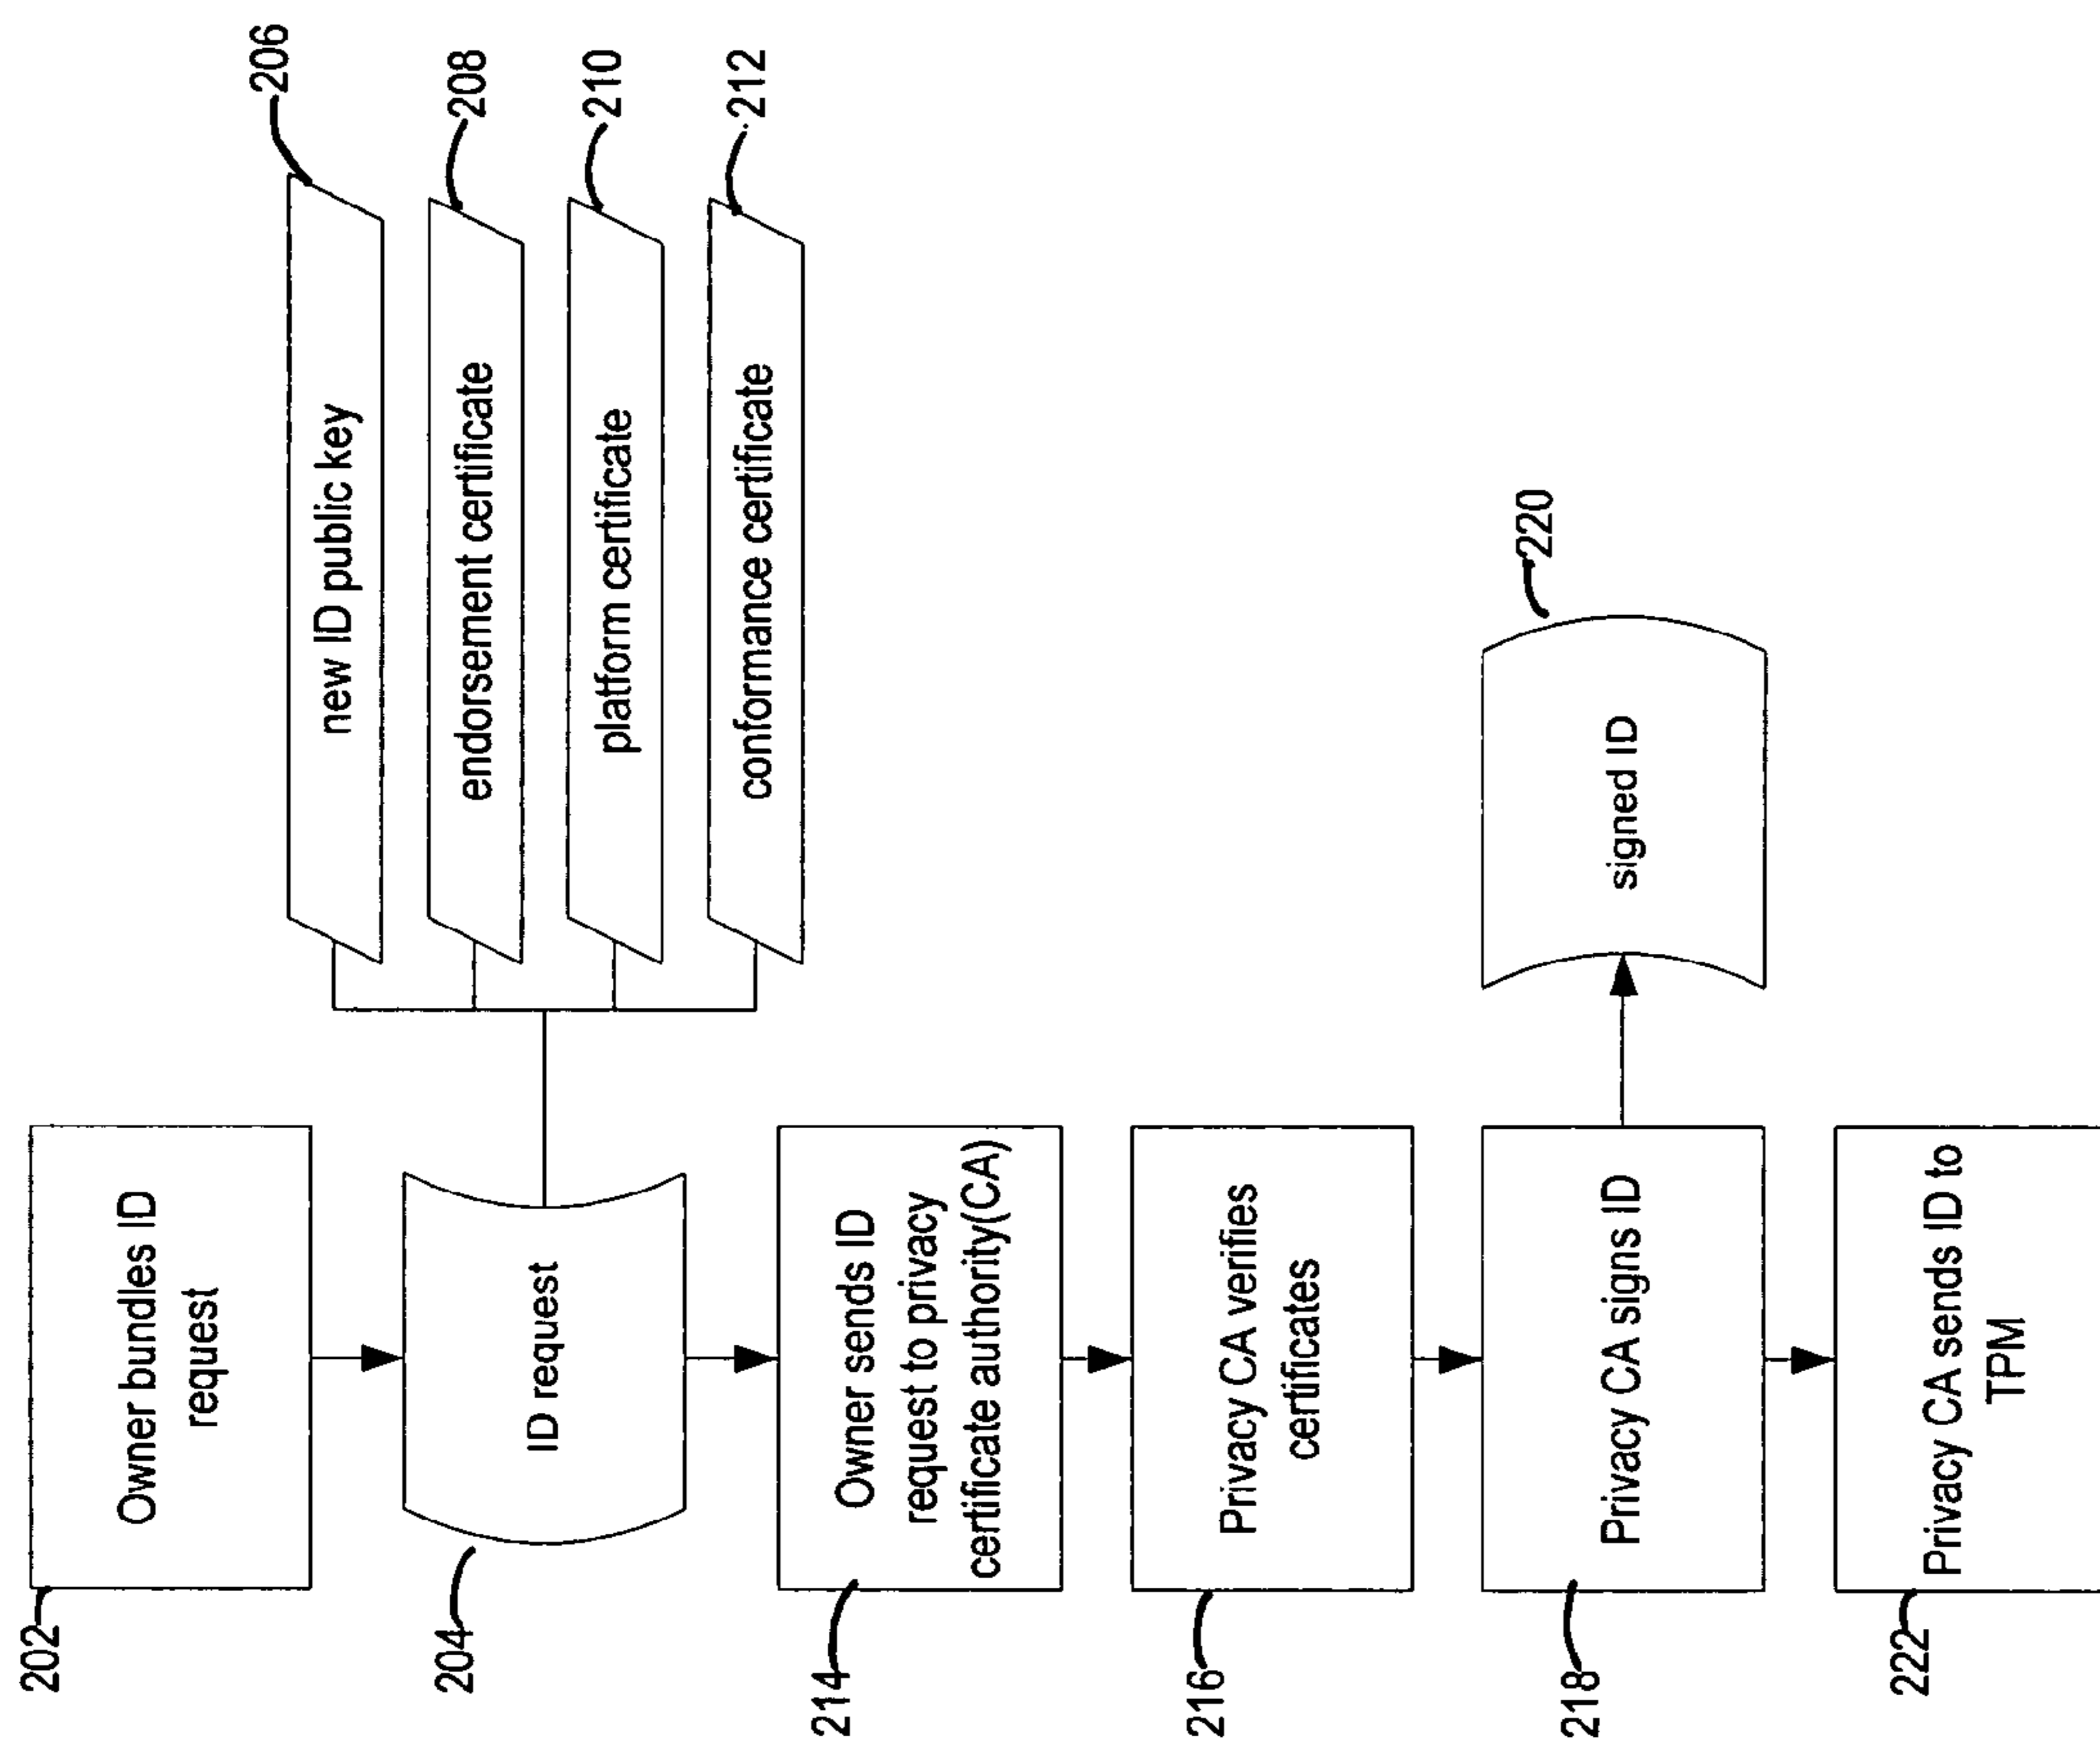 202
Owner bundles ID
request
204
ID request
206
new ID public key
208
endorsement certificate
210
platform certificate
212
conformance certificate
214
Owner sends ID
request to privacy
certificate authority(CA)
216
Privacy CA verifies
certificates
218
Privacy CA signs ID
220
signed ID
222
Privacy CA sends ID to
TPM